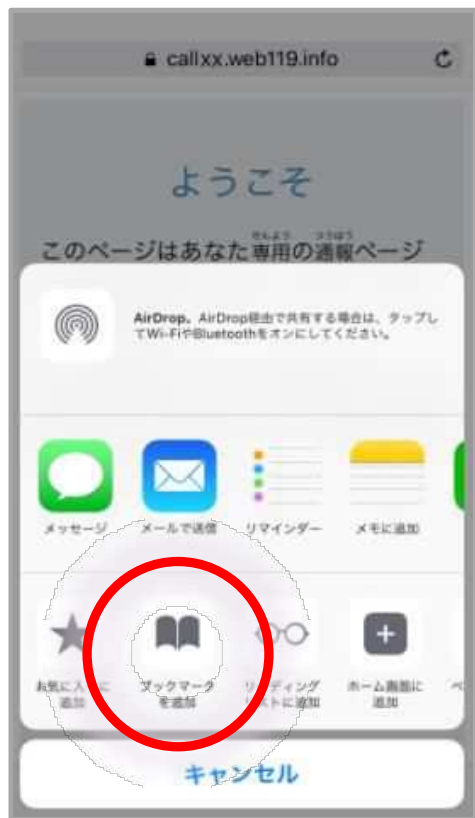 callxx.web119.info
ようこそ
せんよう つうほう
このページはあなた専用の通報ページ
AirDrop。AirDrop経由で共有する場合は、タップし
てWi-FiやBluetoothをオンにしてください。
メッセージ
メールで送信
リマインダー
メモに追加
お気に入りに
追加
ブックマーク
を追加
リーディング
リストに追加
ホーム画面に
追加
キャンセル